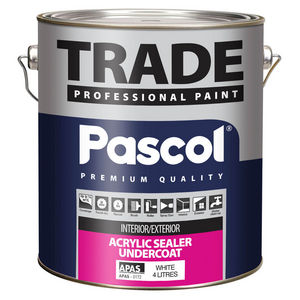 TRADE
PROFESSIONAL PAINT
Pascol®
PREMIUM QUALITY
INTERIOR/EXTERIOR
ACRYLIC SEALER
UNDERCOAT
APAS WHITE
4 LITRES